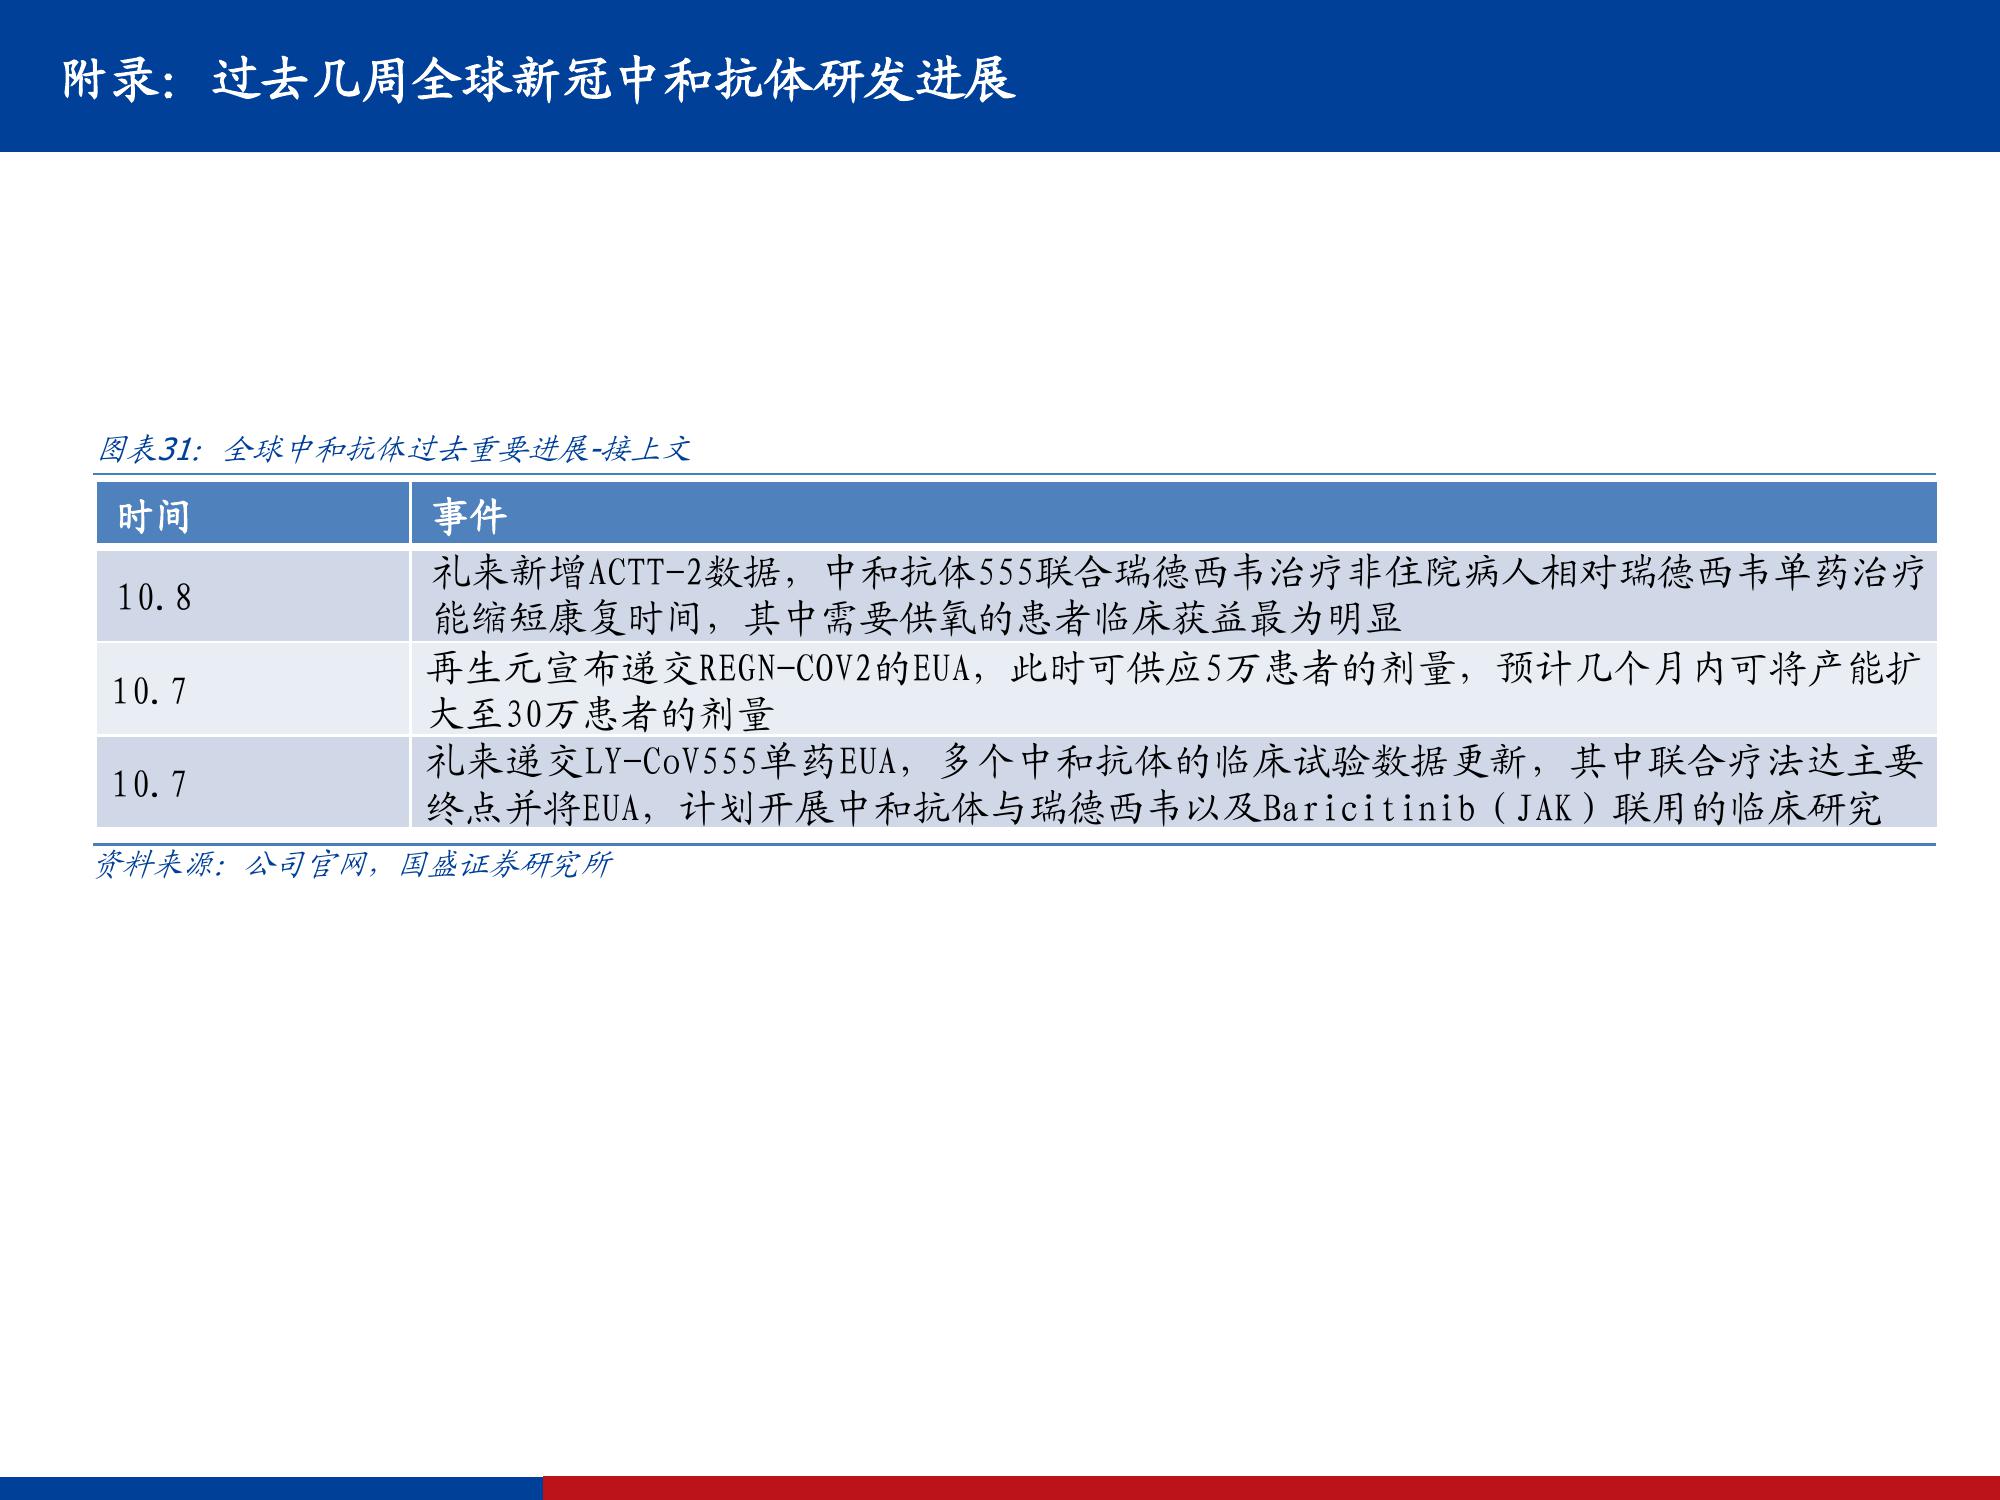 附录：过去几周全球新冠中和抗体研发进展
图表31：全球中和抗体过去重要进展-接上文
时间
事件
10.8
礼来新增ACTT-2数据，中和抗体555联合瑞德西韦治疗非住院病人相对瑞德西韦单药治疗
能缩短康复时间，其中需要供氧的患者临床获益最为明显
10.7
再生元宣布递交REGN-COV2的EUA，此时可供应5万患者的剂量，预计几个月内可将产能扩
大至30万患者的剂量
10.7
礼来递交LY-CoV555单药EUA，多个中和抗体的临床试验数据更新，其中联合疗法达主要
终点并将EUA，计划开展中和抗体与瑞德西韦以及Baricitinib（JAK）联用的临床研究
资料来源：公司官网，国盛证券研究所